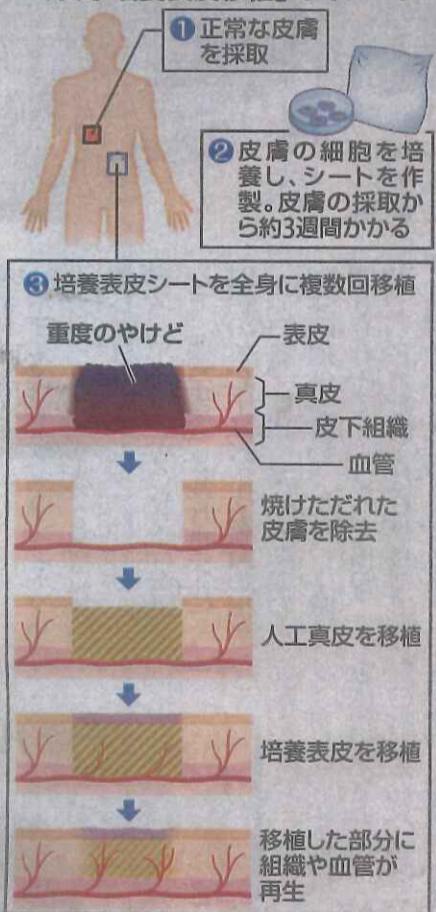 ❶正常な皮膚
を採取
❷皮膚の細胞を培
養し、シートを作
製。皮膚の採取か
ら約3週間かかる
❸培養表皮シートを全身に複数回移植
重度のやけど
表皮
真皮
皮下組織
血管
焼けただれた
皮膚を除去
人工真皮を移植
培養表皮を移植
移植した部分に
組織や血管が
再生